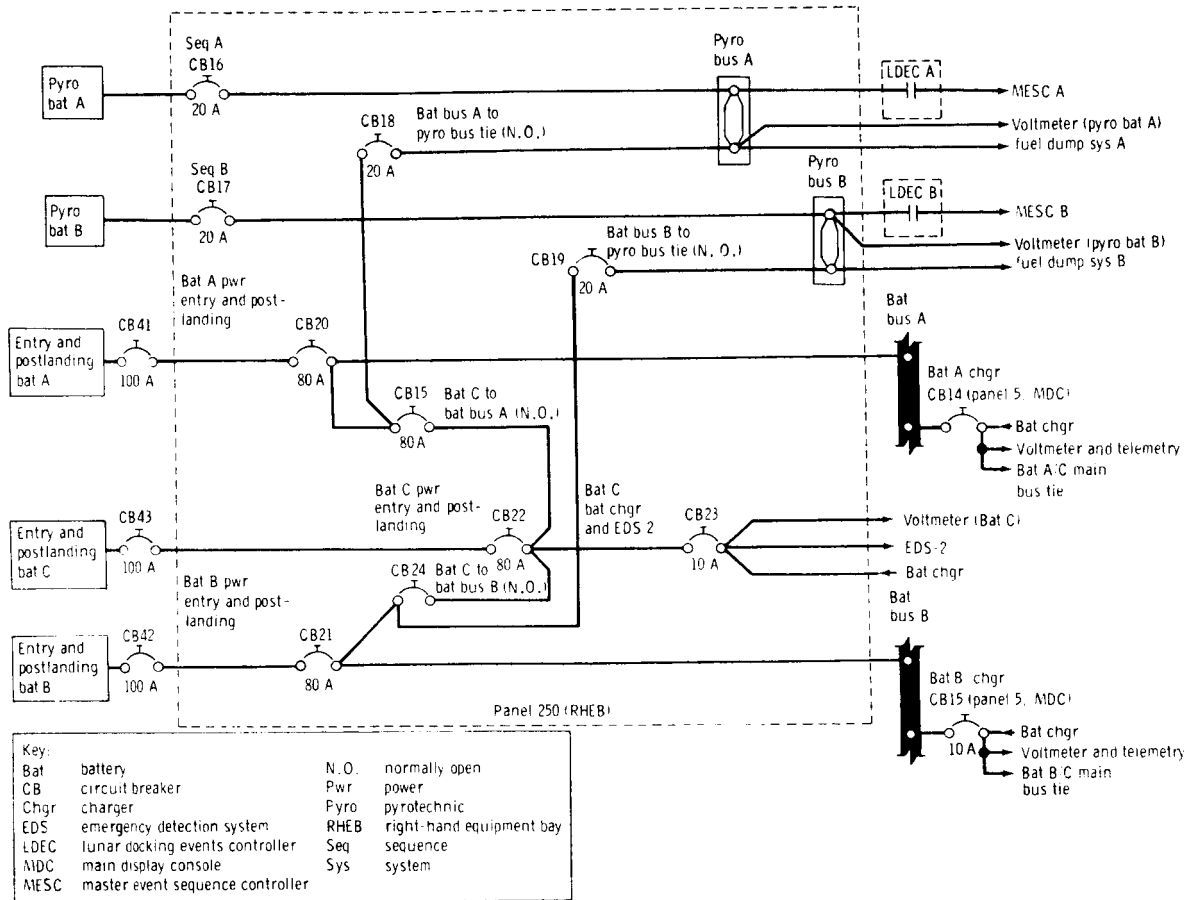 Seq A
CB16
20 A
Pyro
bat A
Pyro
bus A
LDEC A
MESC A
CB18
20 A
Bat bus A to
pyro bus tie (N.O.)
Voltmeter (pyro bat A)
fuel dump sys A
Seq B
CB17
20 A
Pyro
bat B
Pyro
bus B
LDEC B
MESC B
CB19
20 A
Bat bus B to
pyro bus tie (N.O.)
Voltmeter (pyro bat B)
fuel dump sys B
Bat A pwr
entry and post-
landing
Entry and
postlanding
bat A
CB41
100 A
CB20
80 A
Bat
bus A
CB15
80 A
Bat C to
bat bus A (N.O.)
Bat A chgr
CB14 (panel 5, MDC)
Bat chgr
Voltmeter and telemetry
Bat A/C main
bus tie
Bat C pwr
entry and post-
landing
Entry and
postlanding
bat C
CB43
100 A
CB22
80 A
Bat C
bat chgr
and EDS 2
CB23
10 A
Voltmeter (Bat C)
EDS-2
Bat chgr
CB24
Bat C to
bat bus B (N.O.)
Bat B pwr
entry and post-
landing
Entry and
postlanding
bat B
CB42
100 A
CB21
80 A
Bat
bus B
Bat B chgr
CB15 (panel 5, MDC)
10 A
Bat chgr
Voltmeter and telemetry
Bat B/C main
bus tie
Panel 250 (RHEB)
Key:
Bat battery
CB circuit breaker
Chgr charger
EDS emergency detection system
LDEC lunar docking events controller
MDC main display console
MESC master event sequence controller
N.O. normally open
Pwr power
Pyro pyrotechnic
RHEB right-hand equipment bay
Seq sequence
Sys system